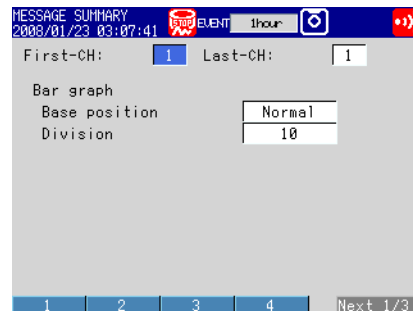 MESSAGE SUMMARY
2008/01/23 03:07:41 STOP EVENT 1hour
First-CH: 1 Last-CH: 1
Bar graph
Base position Normal
Division 10
1 2 3 4 Next 1/3